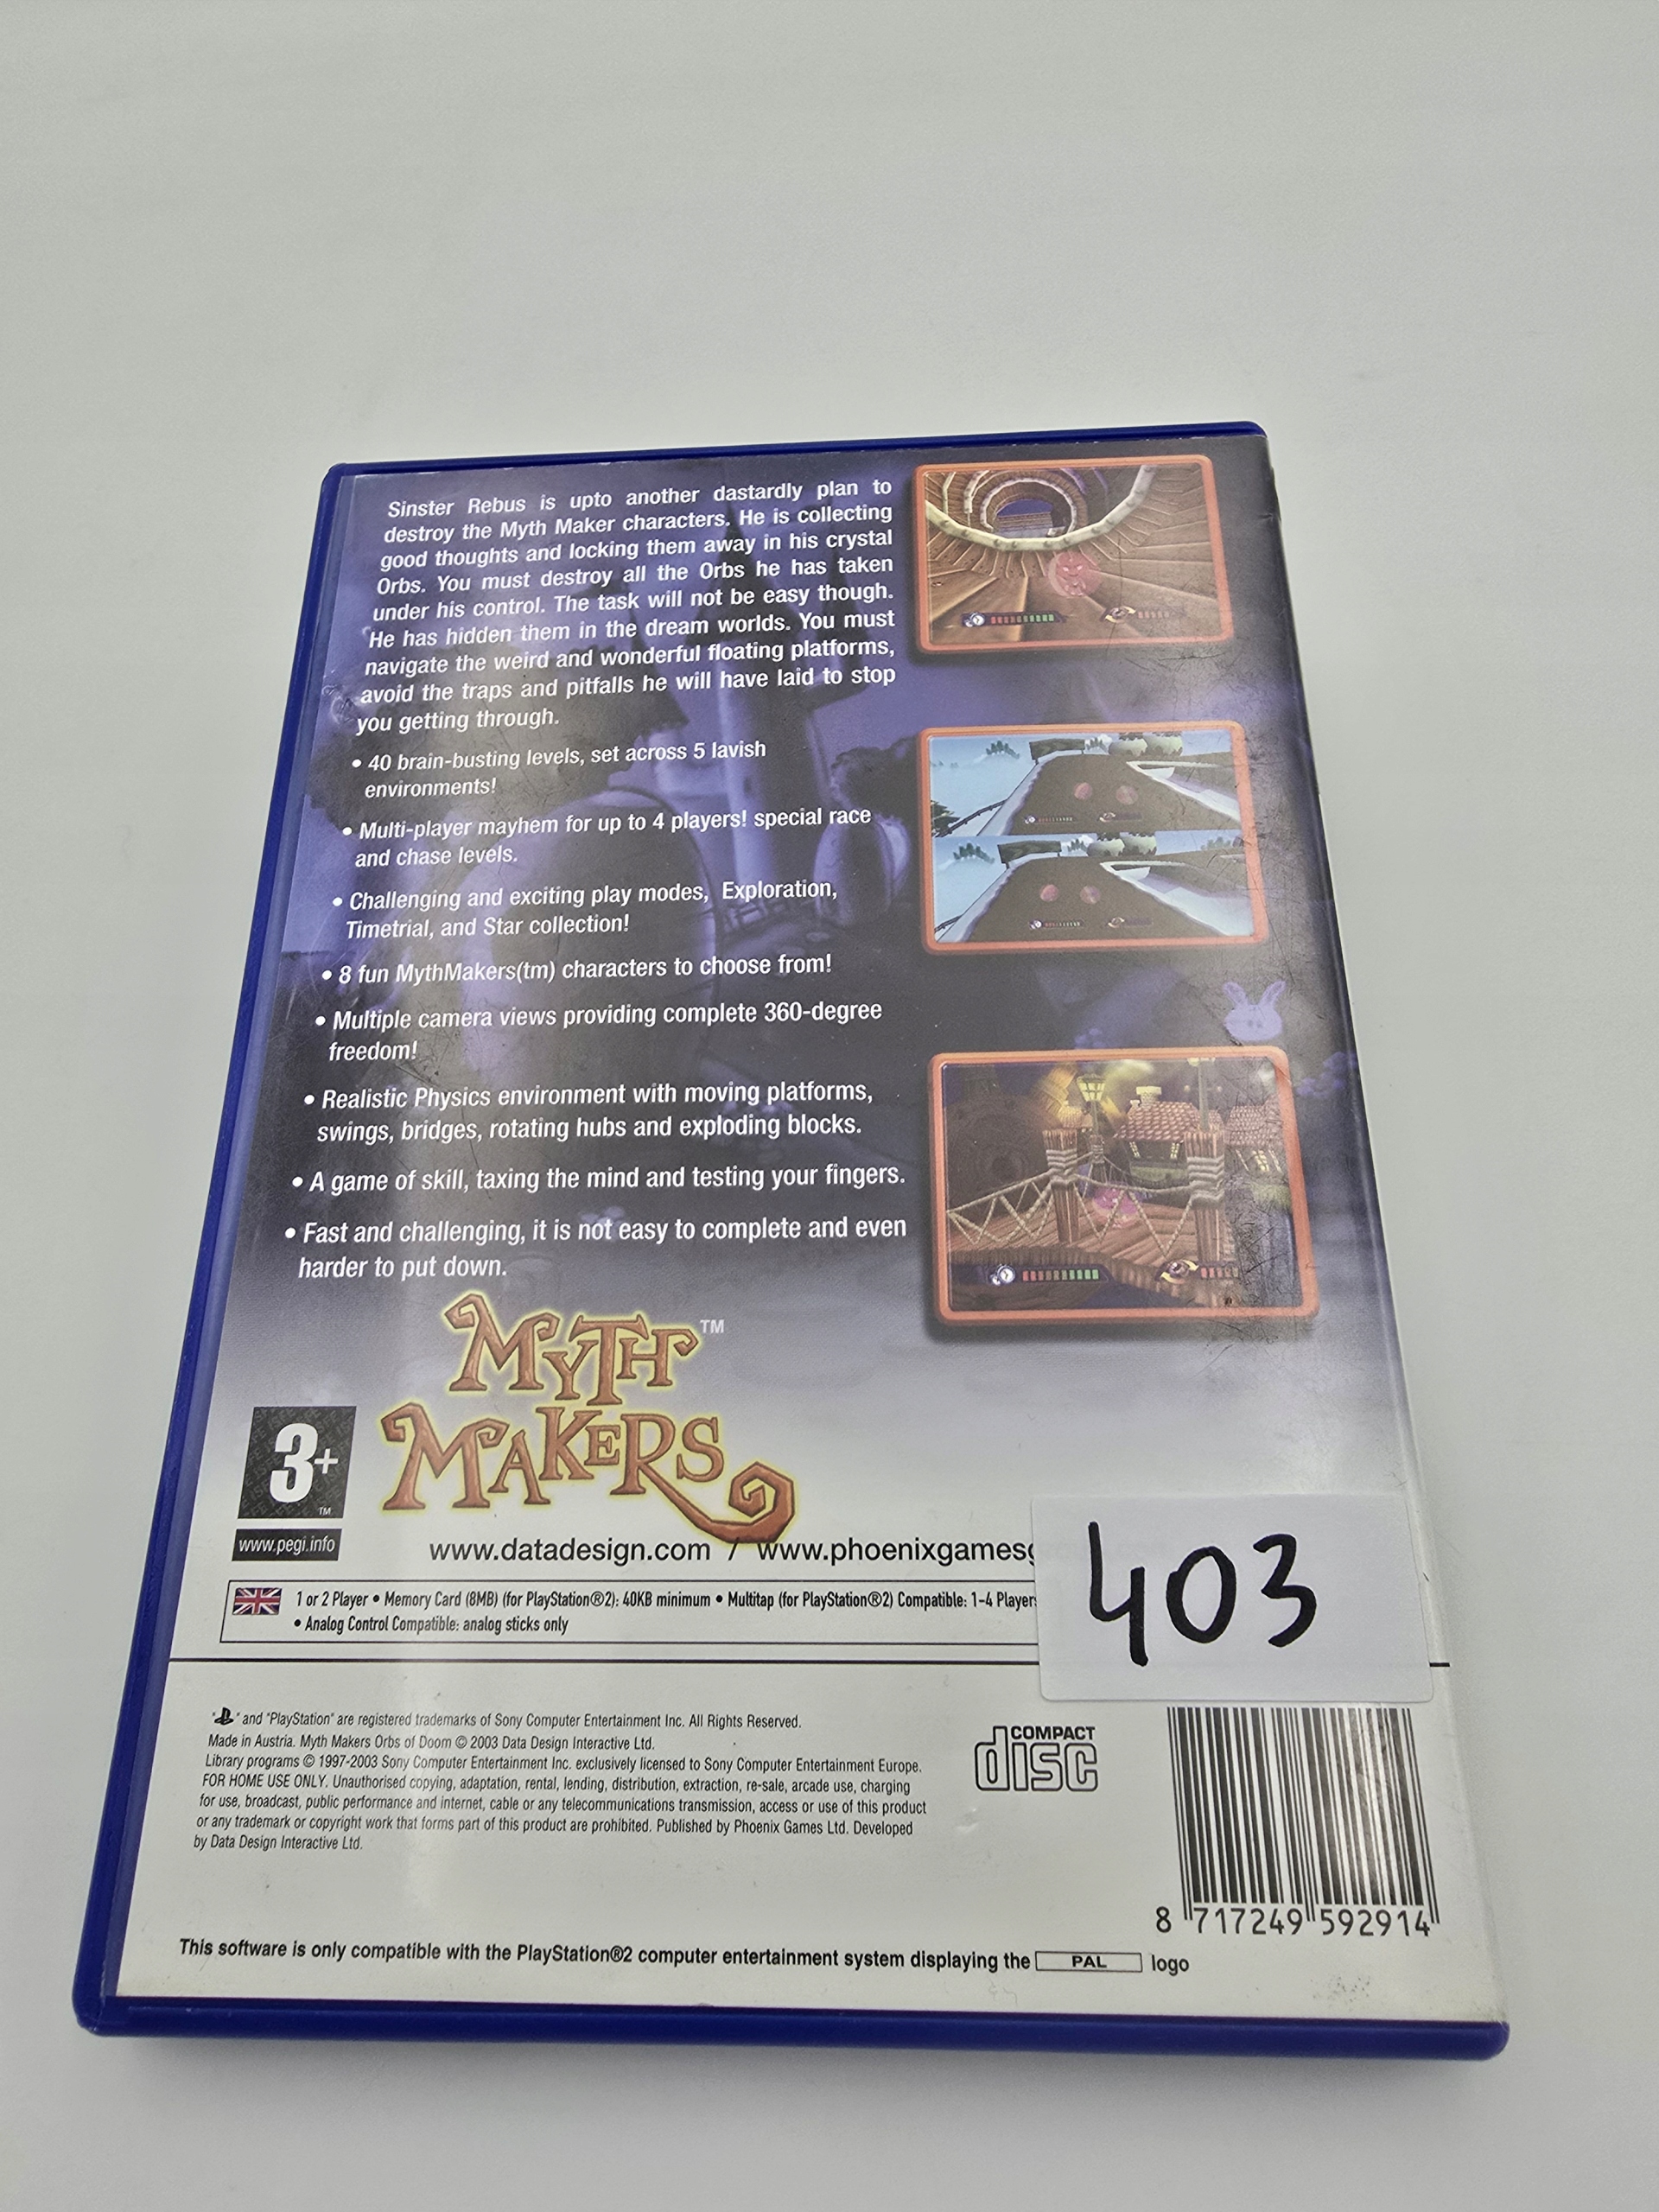 Sinster Rebus is upto another dastardly plan to
destroy the Myth Maker characters. He is collecting
good thoughts and locking them away in his crystal
Orbs. You must destroy all the Orbs he has taken
under his control. The task will not be easy though.
He has hidden them in the dream worlds. You must
navigate the weird and wonderful floating platforms,
avoid the traps and pitfalls he will have laid to stop
you getting through.
• 40 brain-busting levels, set across 5 lavish
environments!
• Multi-player mayhem for up to 4 players! special race
and chase levels.
• Challenging and exciting play modes, Exploration,
Timetrial, and Star collection!
• 8 fun MythMakers(tm) characters to choose from!
• Multiple camera views providing complete 360-degree
freedom!
• Realistic Physics environment with moving platforms,
swings, bridges, rotating hubs and exploding blocks.
• A game of skill, taxing the mind and testing your fingers.
• Fast and challenging, it is not easy to complete and even
harder to put down.
MYTH™
MAKERS
3+
TM
www.pegi.info
www.datadesign.com / www.phoenixgames
403
1 or 2 Player • Memory Card (8MB) (for PlayStation®2): 40KB minimum • Multitap (for PlayStation®2) Compatible: 1-4 Player
• Analog Control Compatible: analog sticks only
" " and "PlayStation" are registered trademarks of Sony Computer Entertainment Inc. All Rights Reserved.
Made in Austria. Myth Makers Orbs of Doom © 2003 Data Design Interactive Ltd.
Library programs © 1997-2003 Sony Computer Entertainment Inc. exclusively licensed to Sony Computer Entertainment Europe.
FOR HOME USE ONLY. Unauthorised copying, adaptation, rental, lending, distribution, extraction, re-sale, arcade use, charging
for use, broadcast, public performance and internet, cable or any telecommunications transmission, access or use of this product
or any trademark or copyright work that forms part of this product are prohibited. Published by Phoenix Games Ltd. Developed
by Data Design Interactive Ltd.
COMPACT
disc
8 717249 592914
This software is only compatible with the PlayStation®2 computer entertainment system displaying the PAL logo